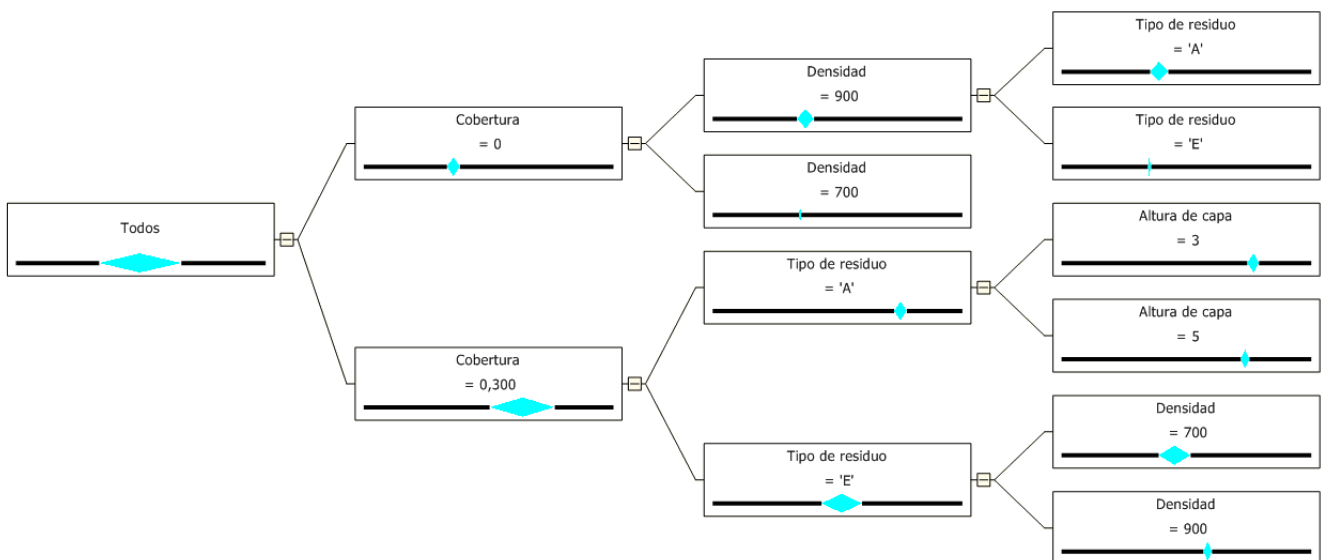 Todos
Cobertura
= 0
Cobertura
= 0,300
Densidad
= 900
Densidad
= 700
Tipo de residuo
= 'A'
Tipo de residuo
= 'E'
Tipo de residuo
= 'A'
Tipo de residuo
= 'E'
Altura de capa
= 3
Altura de capa
= 5
Densidad
= 700
Densidad
= 900